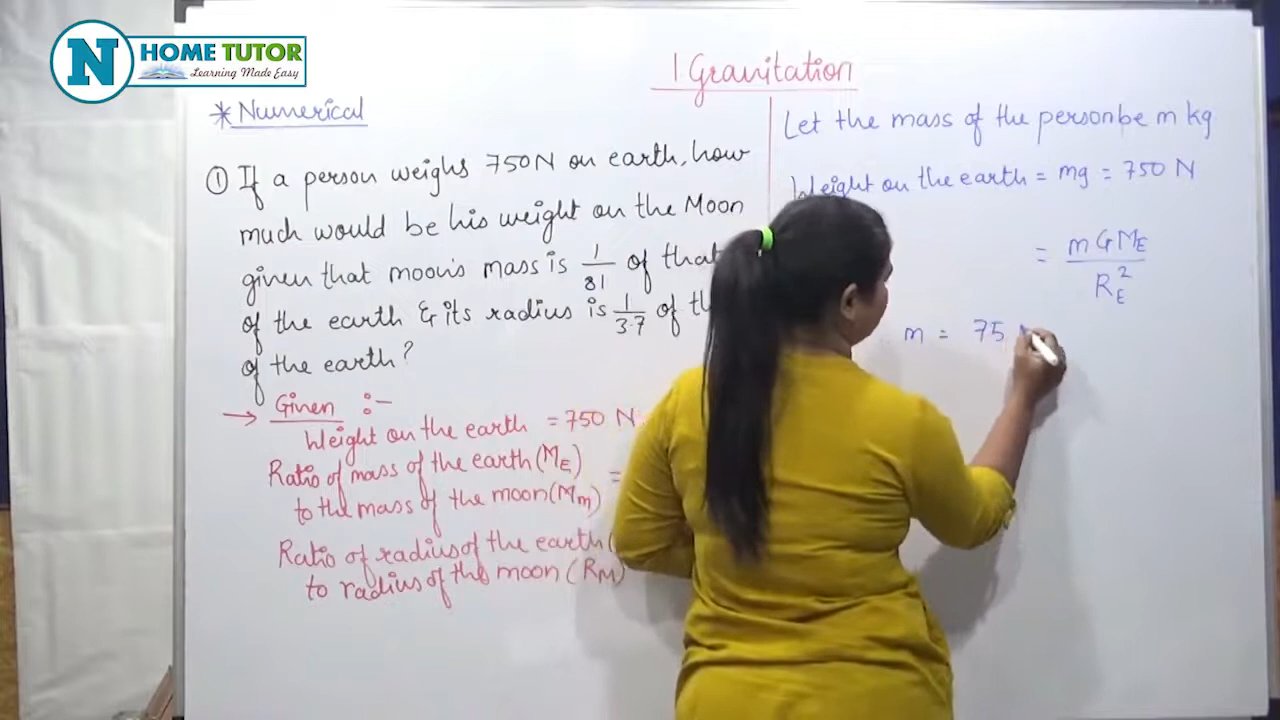 N HOME TUTOR
Learning Made Easy
1. Gravitation
* Numerical
① If a person weighs 750N on earth, how
much would be his weight on the Moon
given that moon's mass is 1/81 of that
of the earth & its radius is 1/3.7 of
of the earth?
→ Given :-
Weight on the earth = 750 N
Ratio of mass of the earth (ME)
to the mass of the moon (Mm) =
Ratio of radius of the earth (
to radius of the moon (RM)
Let the mass of the person be m kg
Weight on the earth = mg = 750 N
= mGME / RE²
m = 75